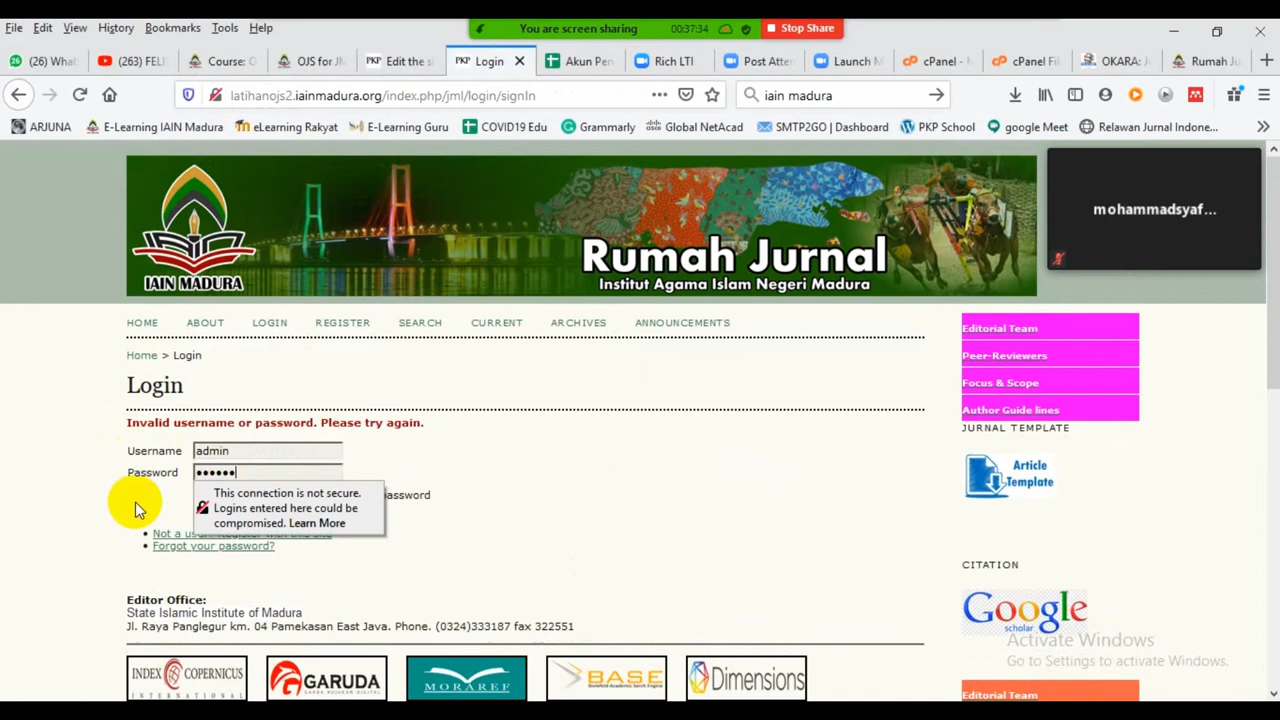 File Edit View History Bookmarks Tools Help
You are screen sharing 00:37:34 Stop Share
(26) What
(263) FELL
Course: O
OJS for JM
PKP Edit the s
PKP Login
Akun Pen
Rich LTI
Post Atten
Launch M
cPanel - M
cPanel Fi
OKARA: J
Rumah Ju
latihanojs2.iainmadura.org/index.php/jml/login/signIn
iain madura
ARJUNA
E-Learning IAIN Madura
eLearning Rakyat
E-Learning Guru
COVID19 Edu
Grammarly
Global NetAcad
SMTP2GO | Dashboard
PKP School
google Meet
Relawan Jurnal Indone...
IAIN MADURA
Rumah Jurnal
Institut Agama Islam Negeri Madura
mohammadsyaf...
HOME ABOUT LOGIN REGISTER SEARCH CURRENT ARCHIVES ANNOUNCEMENTS
Home > Login
Login
Invalid username or password. Please try again.
Username admin
Password ••••••
password
This connection is not secure.
Logins entered here could be
compromised. Learn More
Forgot your password?
Editorial Team
Peer-Reviewers
Focus & Scope
Author Guide lines
JURNAL TEMPLATE
Article
Template
CITATION
Google
scholar
Activate Windows
Go to Settings to activate Windows.
Editorial Team
Editor Office:
State Islamic Institute of Madura
Jl. Raya Panglegur km. 04 Pamekasan East Java. Phone. (0324)333187 fax 322551
INDEX COPERNICUS
INTERNATIONAL
GARUDA
MORAREF
BASE
Dimensions